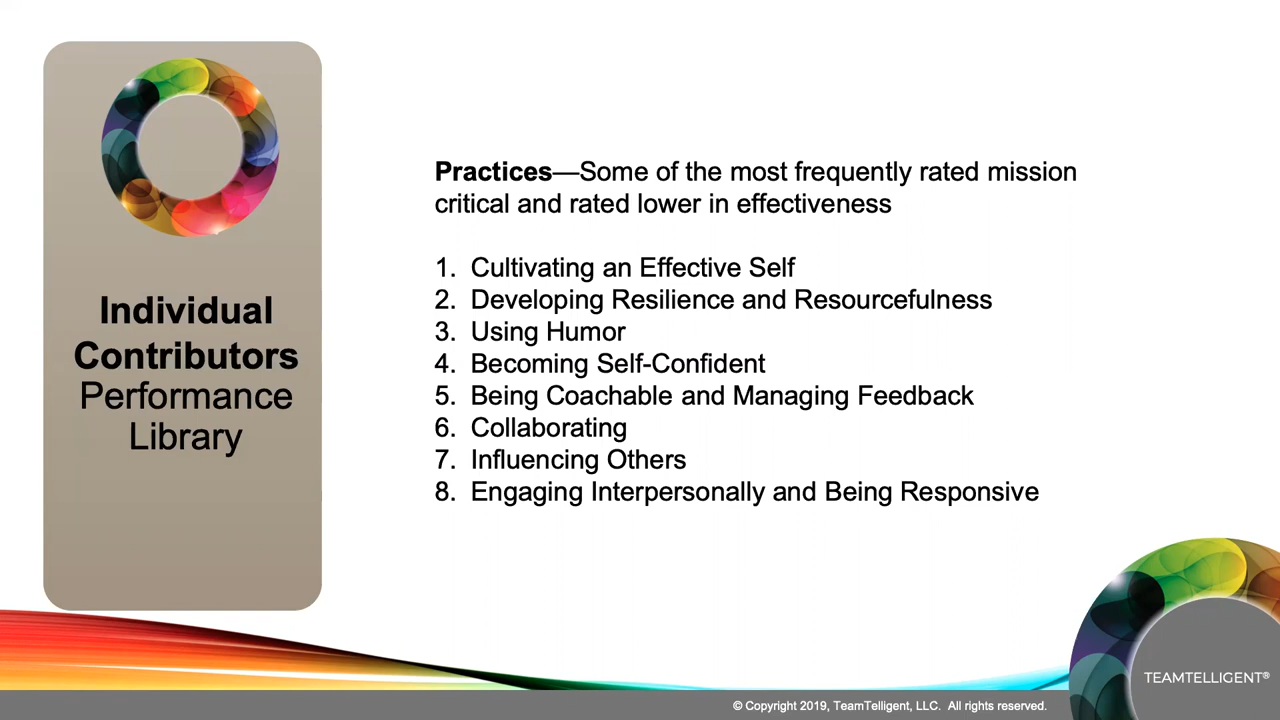 Individual
Contributors
Performance
Library
Practices—Some of the most frequently rated mission
critical and rated lower in effectiveness
1. Cultivating an Effective Self
2. Developing Resilience and Resourcefulness
3. Using Humor
4. Becoming Self-Confident
5. Being Coachable and Managing Feedback
6. Collaborating
7. Influencing Others
8. Engaging Interpersonally and Being Responsive
TEAMTELLIGENT®
© Copyright 2019, TeamTelligent, LLC. All rights reserved.